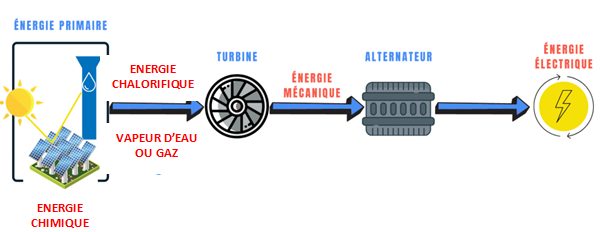 ÉNERGIE PRIMAIRE
ENERGIE
CHALORIFIQUE
VAPEUR D'EAU
OU GAZ
ENERGIE
CHIMIQUE
TURBINE
ÉNERGIE
MÉCANIQUE
ALTERNATEUR
ÉNERGIE
ÉLECTRIQUE